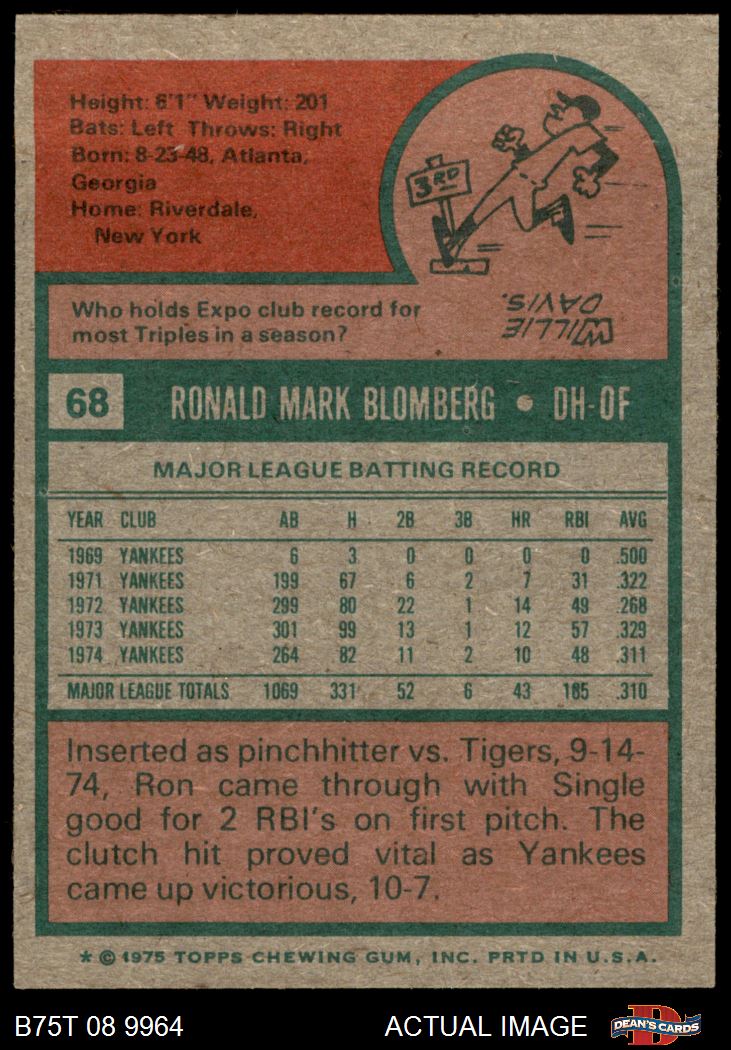 Height: 6'1" Weight: 201
Bats: Left Throws: Right
Born: 8-23-48, Atlanta,
Georgia
Home: Riverdale,
New York
3RD
Who holds Expo club record for
most Triples in a season?
WILLIE
DAVIS.
68 RONALD MARK BLOMBERG • DH-OF
MAJOR LEAGUE BATTING RECORD
YEAR CLUB AB H 2B 3B HR RBI AVG
1969 YANKEES 6 3 0 0 0 0 .500
1971 YANKEES 199 67 6 2 7 31 .322
1972 YANKEES 299 80 22 1 14 49 .268
1973 YANKEES 301 99 13 1 12 57 .329
1974 YANKEES 264 82 11 2 10 48 .311
MAJOR LEAGUE TOTALS 1069 331 52 6 43 185 .310
Inserted as pinchhitter vs. Tigers, 9-14-
74, Ron came through with Single
good for 2 RBI's on first pitch. The
clutch hit proved vital as Yankees
came up victorious, 10-7.
* © 1975 TOPPS CHEWING GUM, INC. PRTD IN U.S.A.
B75T 08 9964 ACTUAL IMAGE
D
DEAN'S CARDS